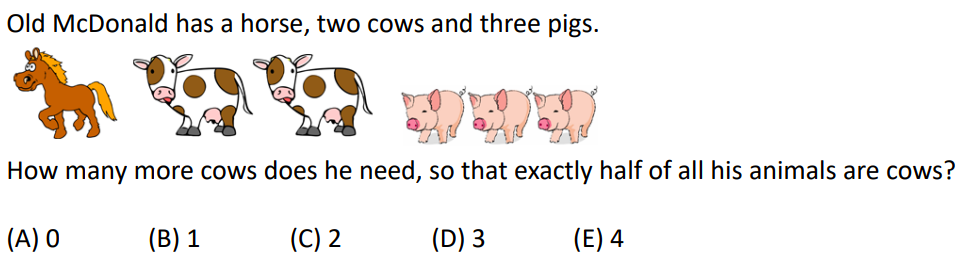 Old McDonald has a horse, two cows and three pigs.
How many more cows does he need, so that exactly half of all his animals are cows?
(A) 0 (B) 1 (C) 2 (D) 3 (E) 4